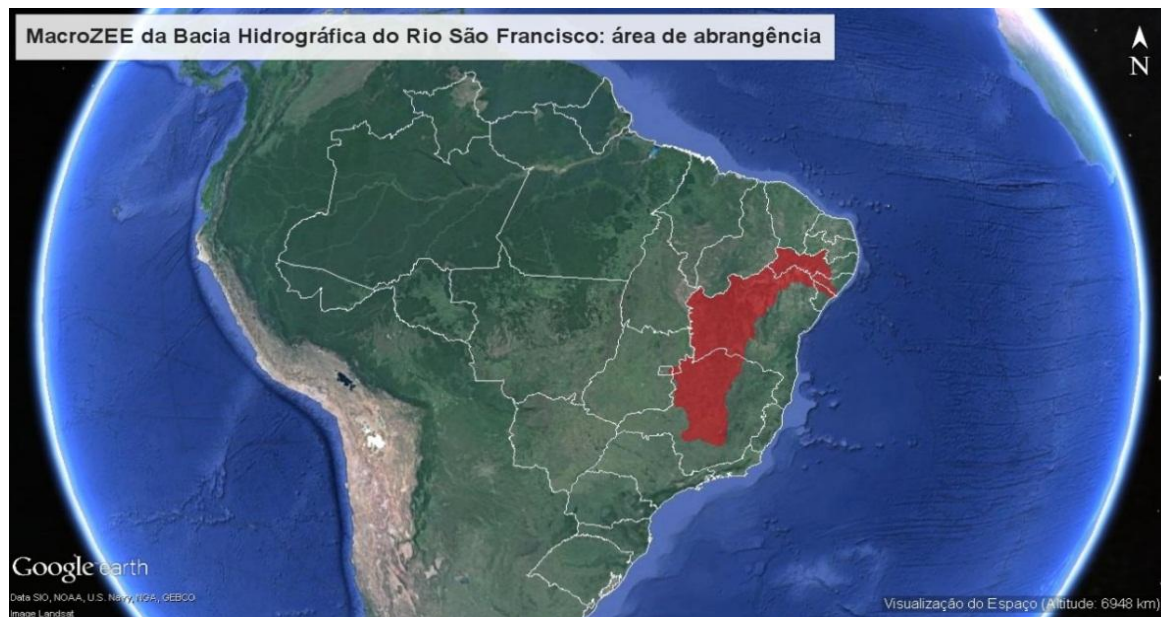 MacroZEE da Bacia Hidrográfica do Rio São Francisco: área de abrangência
N
Google earth
Data SIO, NOAA, U.S. Navy, NGA, GEBCO
Image Landsat
Visualização do Espaço (Altitude: 6948 km)